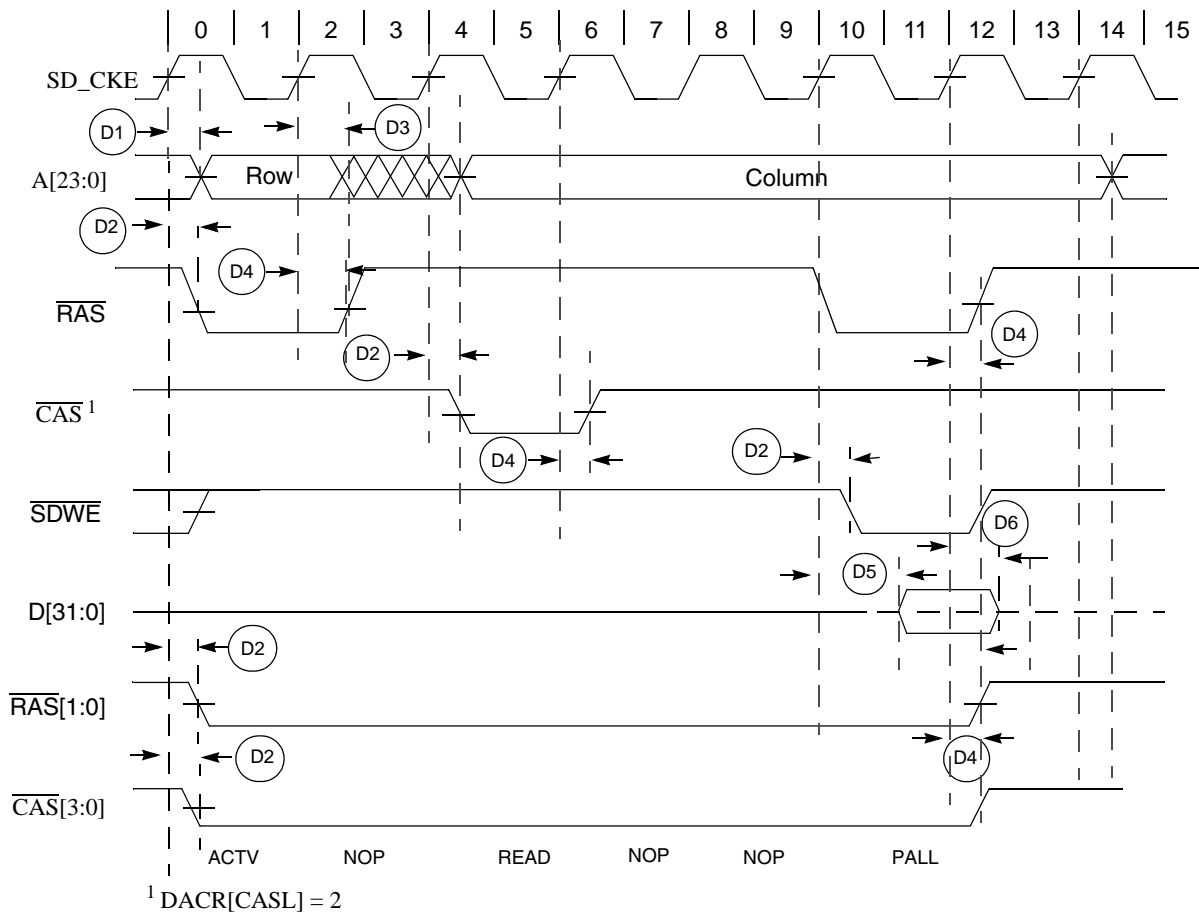 0 1 2 3 4 5 6 7 8 9 10 11 12 13 14 15
SD_CKE
D1
D3
A[23:0]
Row
Column
D2
D4
RAS
D2
D4
CAS 1
D4
D2
SDWE
D6
D5
D[31:0]
D2
RAS[1:0]
D2
D4
CAS[3:0]
ACTV NOP READ NOP NOP PALL
1 DACR[CASL] = 2